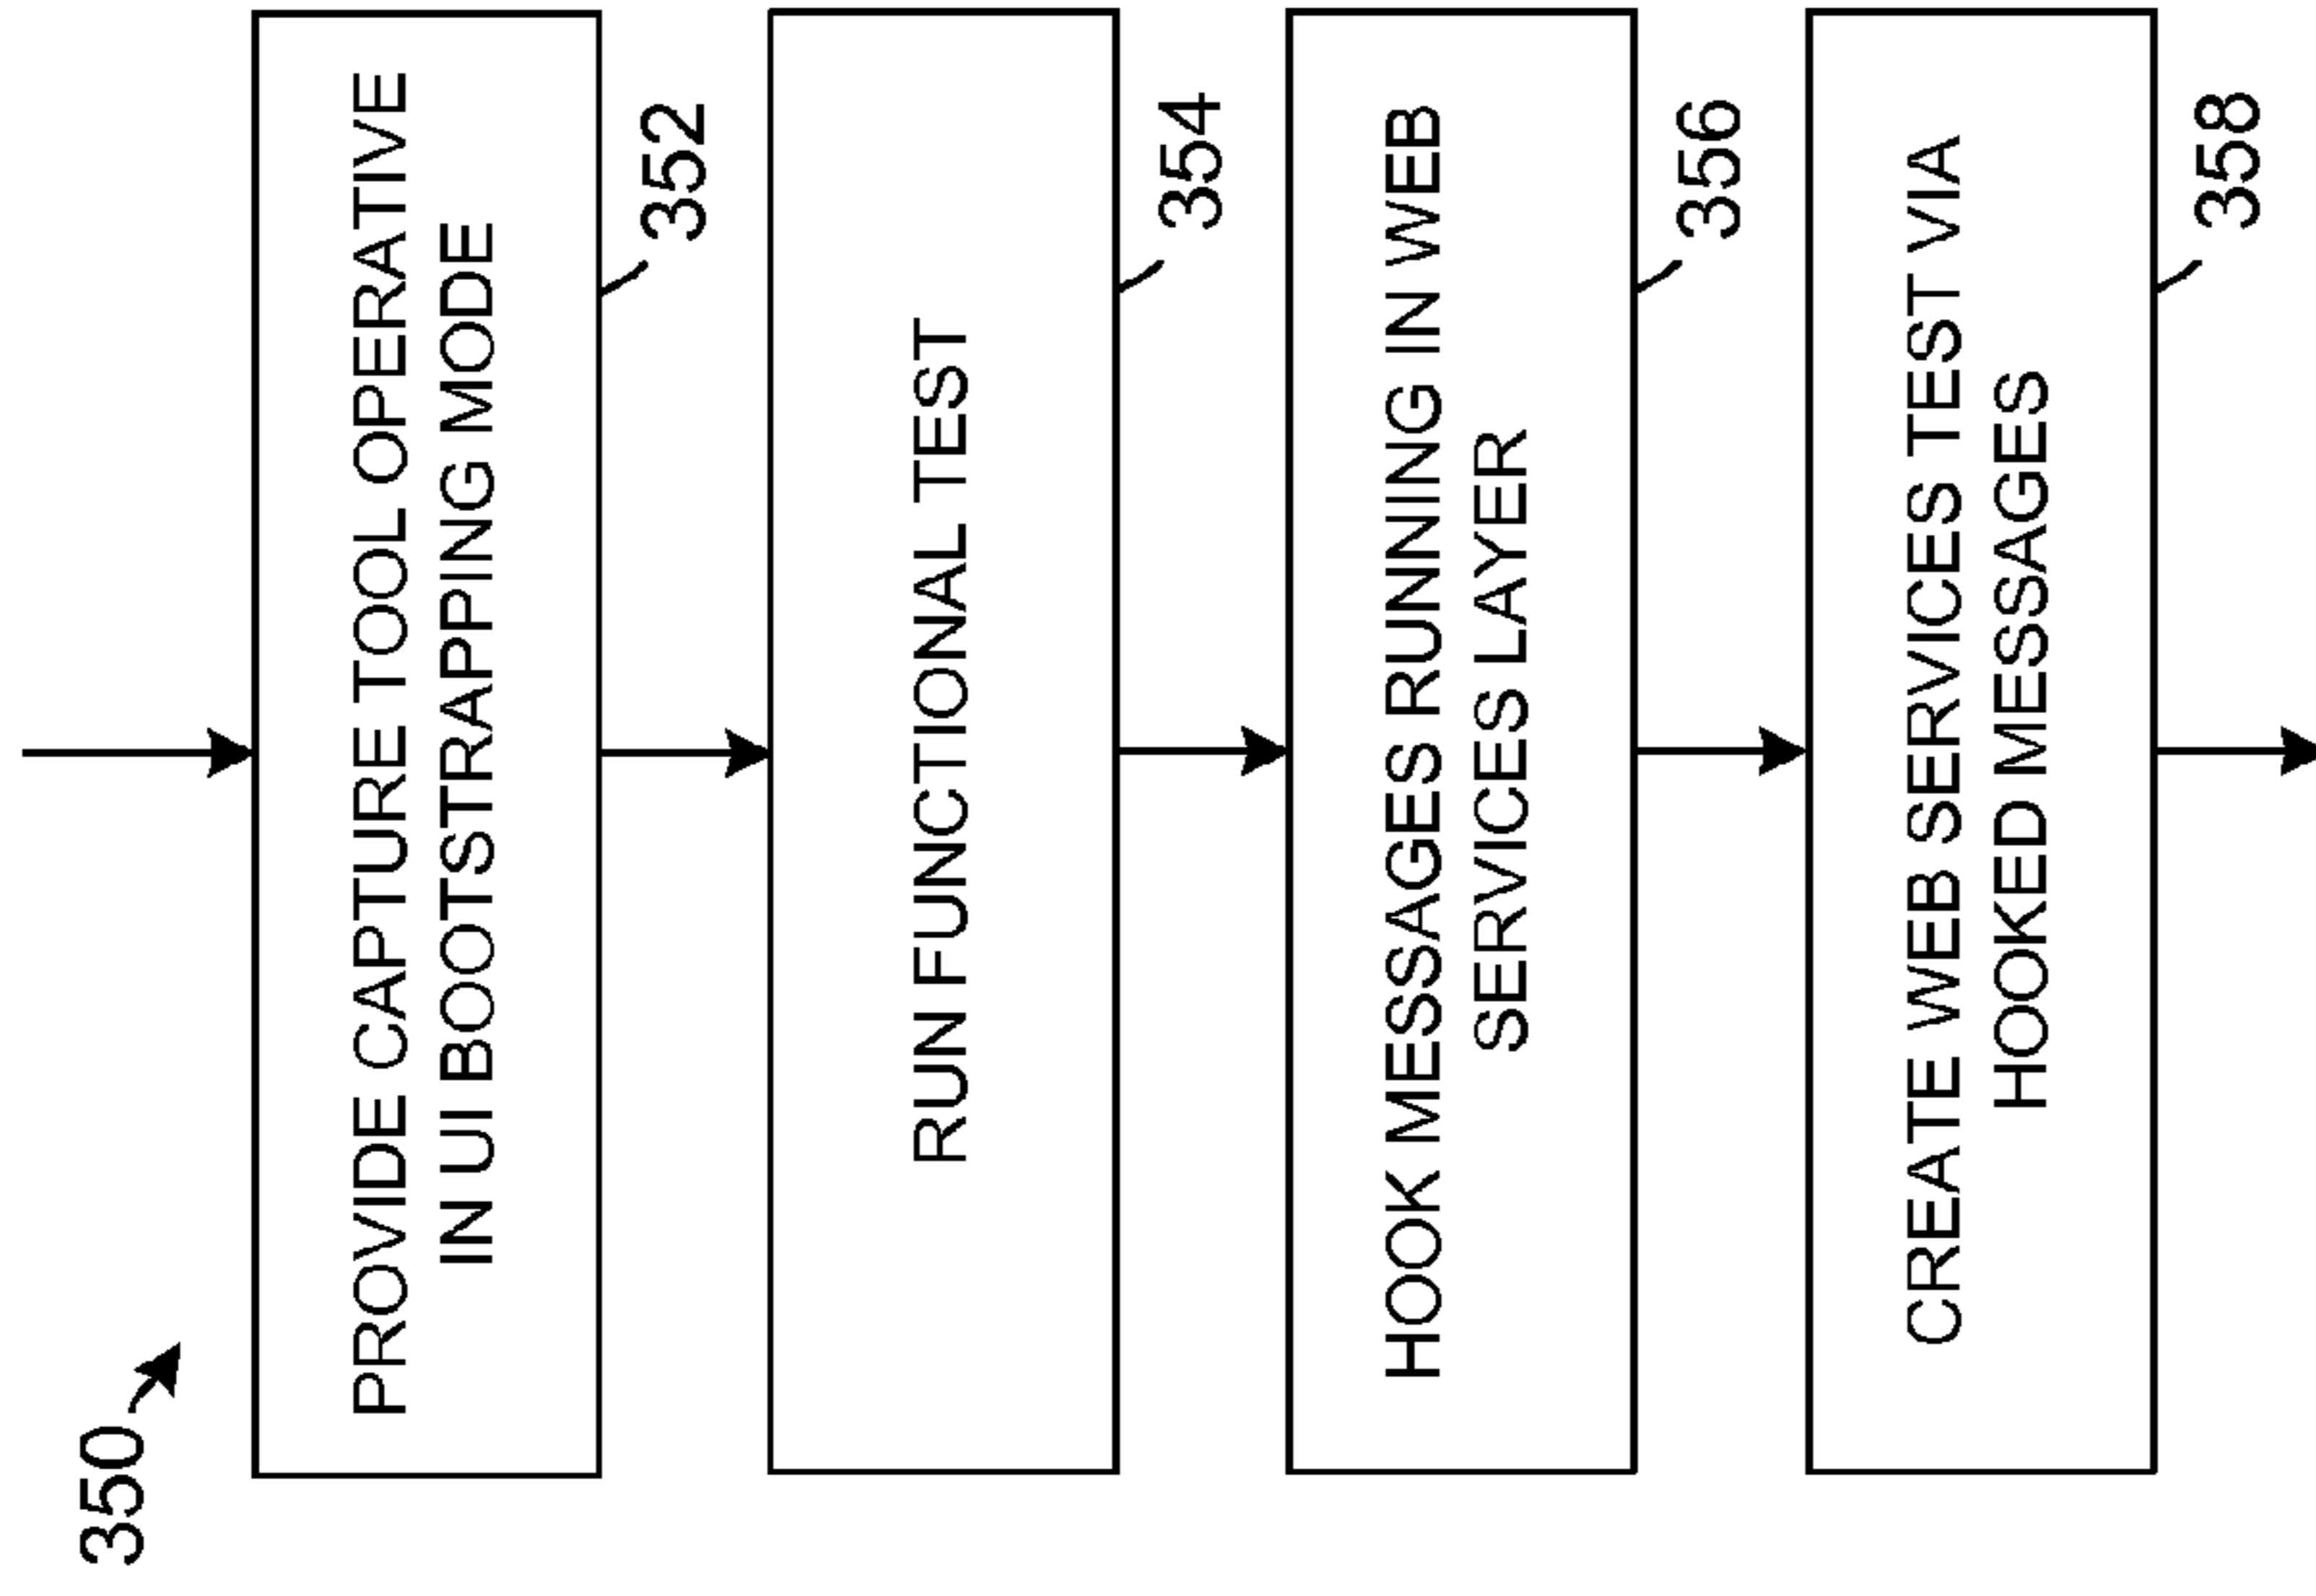 350
PROVIDE CAPTURE TOOL OPERATIVE
IN UI BOOTSTRAPPING MODE
352
RUN FUNCTIONAL TEST
354
HOOK MESSAGES RUNNING IN WEB
SERVICES LAYER
356
CREATE WEB SERVICES TEST VIA
HOOKED MESSAGES
358